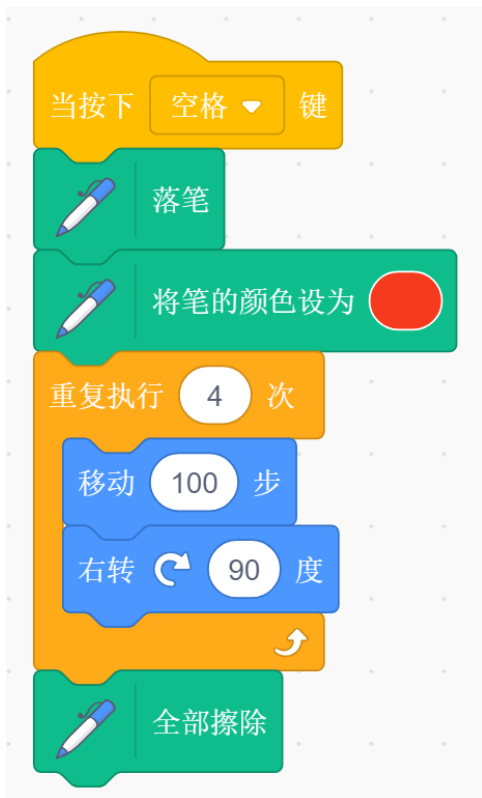 当按下 空格 键
落笔
将笔的颜色设为
重复执行 4 次
移动 100 步
右转 90 度
全部擦除